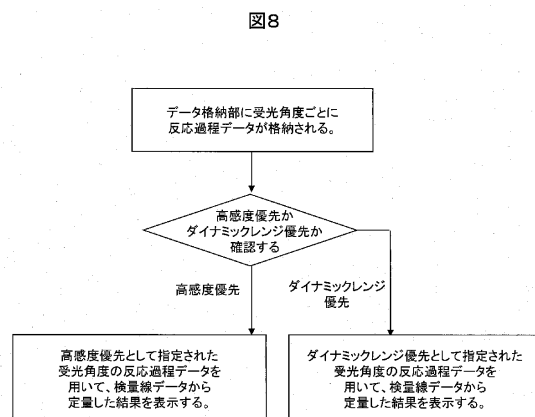 図8
データ格納部に受光角度ごとに
反応過程データが格納される。
高感度優先か
ダイナミックレンジ優先か
確認する
高感度優先
ダイナミックレンジ
優先
高感度優先として指定された
受光角度の反応過程データを
用いて、検量線データから
定量した結果を表示する。
ダイナミックレンジ優先として指定された
受光角度の反応過程データを
用いて、検量線データから
定量した結果を表示する。